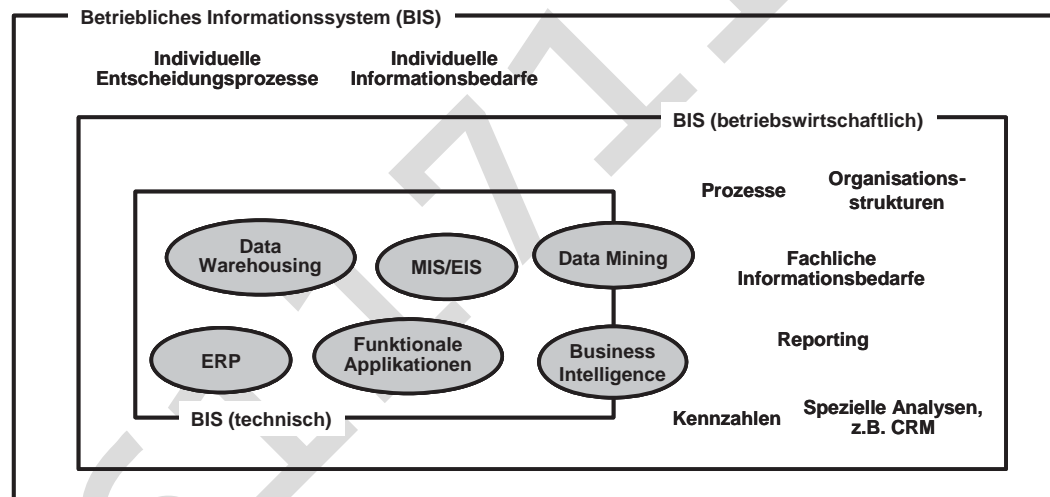 Betriebliches Informationssystem (BIS)
Individuelle
Entscheidungsprozesse
Individuelle
Informationsbedarfe
BIS (betriebswirtschaftlich)
Prozesse
Organisations-
strukturen
Data
Warehousing
MIS/EIS
Data Mining
Fachliche
Informationsbedarfe
ERP
Funktionale
Applikationen
Business
Intelligence
Reporting
BIS (technisch)
Kennzahlen
Spezielle Analysen,
z.B. CRM